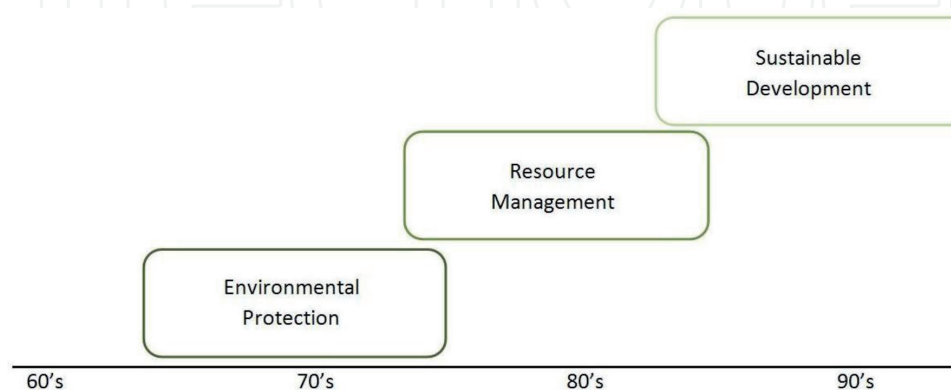 Sustainable
Development
Resource
Management
Environmental
Protection
60's
70's
80's
90's